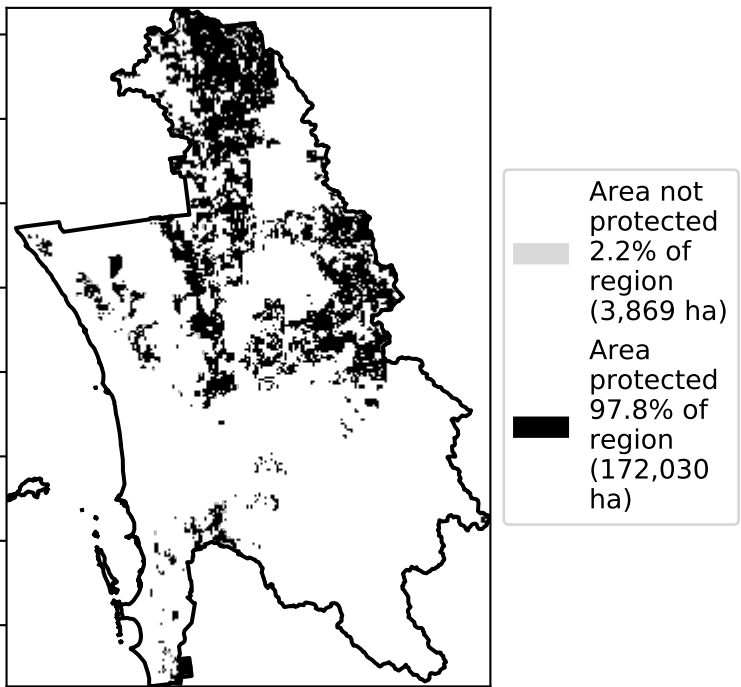 Area not
protected
2.2% of
region
(3,869 ha)
Area
protected
97.8% of
region
(172,030
ha)